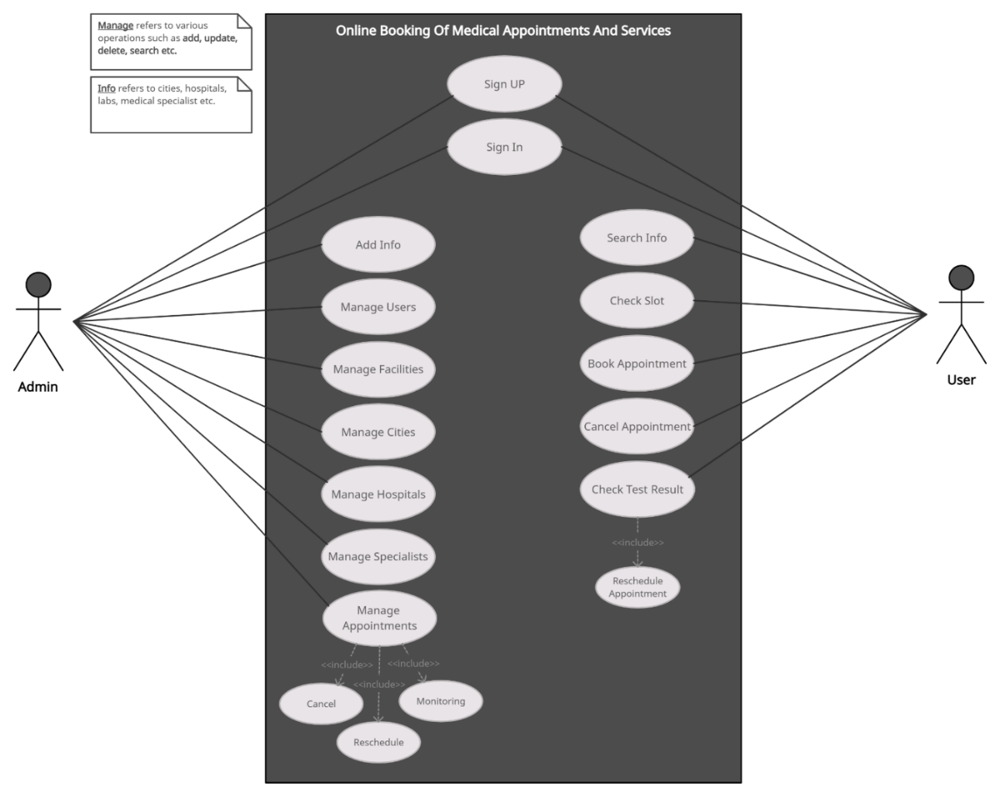 Manage refers to various
operations such as add, update,
delete, search etc.
Info refers to cities, hospitals,
labs, medical specialist etc.
Online Booking Of Medical Appointments And Services
Sign UP
Sign In
Add Info
Manage Users
Manage Facilities
Manage Cities
Manage Hospitals
Manage Specialists
Manage
Appointments
<<include>>
<<include>>
<<include>>
Cancel
Monitoring
Reschedule
Search Info
Check Slot
Book Appointment
Cancel Appointment
Check Test Result
<<include>>
Reschedule
Appointment
Admin
User